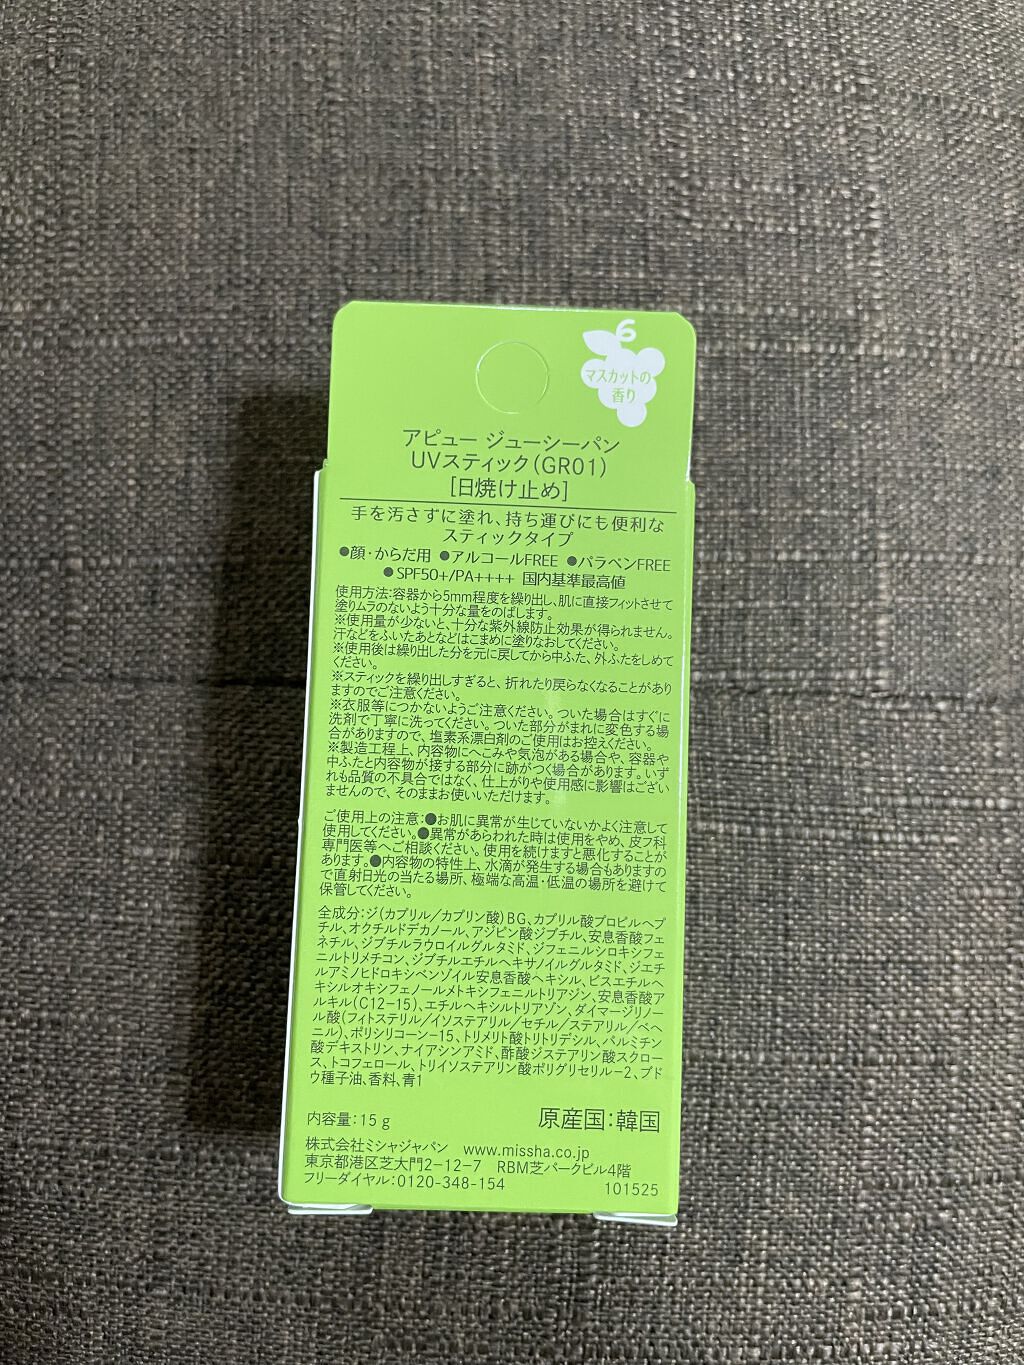 6
マスカットの
香り
アピュー ジューシーパン
UVスティック(GR01)
[日焼け止め]
手を汚さずに塗れ、持ち運びにも便利な
スティックタイプ
●顔・からだ用 ●アルコールFREE ●パラベンFREE
●SPF50+/PA++++ 国内基準最高値
使用方法:容器から5mm程度を繰り出し、肌に直接フィットさせて
塗りムラのないよう十分な量をのばします。
※使用量が少ないと、十分な紫外線防止効果が得られません。
汗などをふいたあとなどはこまめに塗りなおしてください。
※使用後は繰り出した分を元に戻してから中ふた、外ふたをしめて
ください。
※スティックを繰り出しすぎると、折れたり戻らなくなることがあり
ますのでご注意ください。
※衣服等につかないようご注意ください。ついた場合はすぐに
洗剤で丁寧に洗ってください。ついた部分がまれに変色する場
合がありますので、塩素系漂白剤のご使用はお控えください。
※製造工程上、内容物にへこみや気泡がある場合や、容器や
中ふたと内容物が接する部分に跡がつく場合があります。いず
れも品質の不具合ではなく、仕上がりや使用感に影響はござい
ませんので、そのままお使いいただけます。
ご使用上の注意:●お肌に異常が生じていないかよく注意して
使用してください。●異常があらわれた時は使用をやめ、皮フ科
専門医等へご相談ください。使用を続けますと悪化することが
あります。●内容物の特性上、水滴が発生する場合もありますの
で直射日光の当たる場所、極端な高温・低温の場所を避けて
保管してください。
全成分:ジ(カプリル/カプリン酸)BG、カプリル酸プロピルヘプ
チル、オクチルドデカノール、アジピン酸ジブチル、安息香酸フェ
ネチル、ジブチルラウロイルグルタミド、ジフェニルシロキシフェ
ニルトリメチコン、ジブチルエチルヘキサノイルグルタミド、ジエチ
ルアミノヒドロキシベンゾイル安息香酸ヘキシル、ビスエチルヘ
キシルオキシフェノールメトキシフェニルトリアジン、安息香酸ア
ルキル(C12-15)、エチルヘキシルトリアゾン、ダイマージリノー
ル酸(フィトステリル/イソステアリル/セチル/ステアリル/ベヘ
ニル)、ポリシリコーン-15、トリメリト酸トリトリデシル、パルミチン
酸デキストリン、ナイアシンアミド、酢酸ジステアリン酸スクロー
ス、トコフェロール、トリイソステアリン酸ポリグリセリル-2、ブド
ウ種子油、香料、青1
内容量:15g 原産国:韓国
株式会社ミシャジャパン www.missha.co.jp
東京都港区芝大門2-12-7 RBM芝パークビル4階
フリーダイヤル:0120-348-154 101525